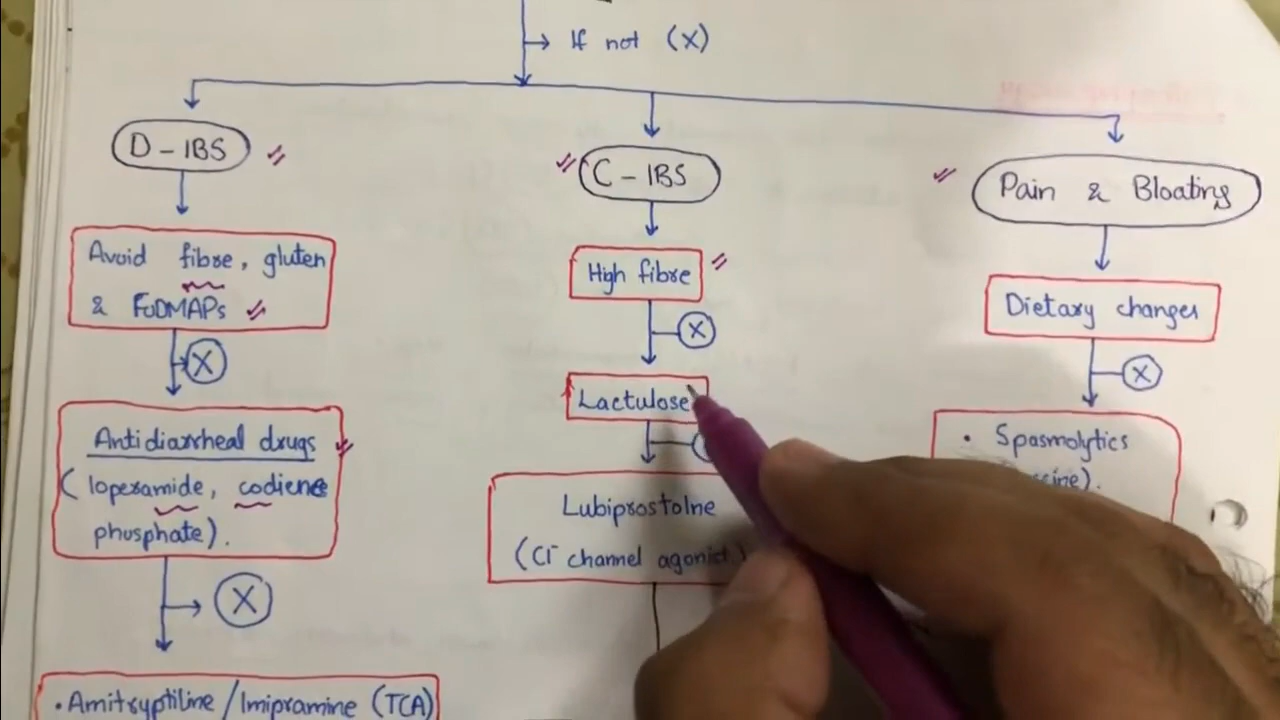 If not (X)
D-IBS
Avoid fibre, gluten
& FODMAPs
X
Antidiarrheal drugs
(loperamide, codiene
phosphate).
X
• Amitryptiline/Imipramine (TCA)
C-IBS
High fibre
X
Lactulose
Lubiprostolne
(Cl⁻ channel agonist.)
Pain & Bloating
Dietary changes
X
• Spasmolytics